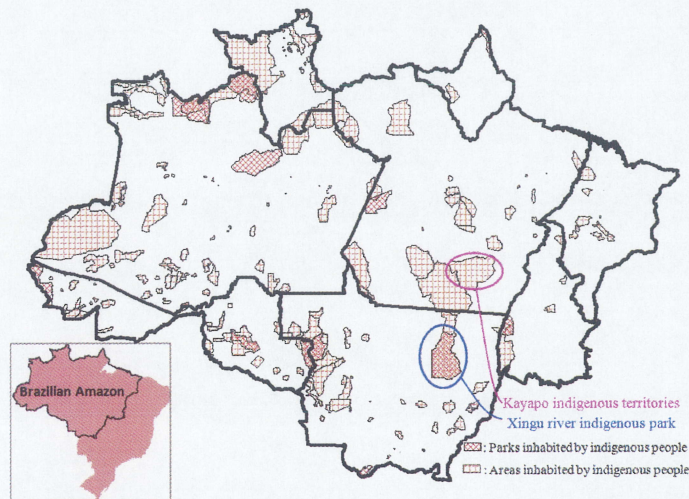 Brazilian Amazon
Kayapo indigenous territories
Xingu river indigenous park
: Parks inhabited by indigenous people
: Areas inhabited by indigenous people